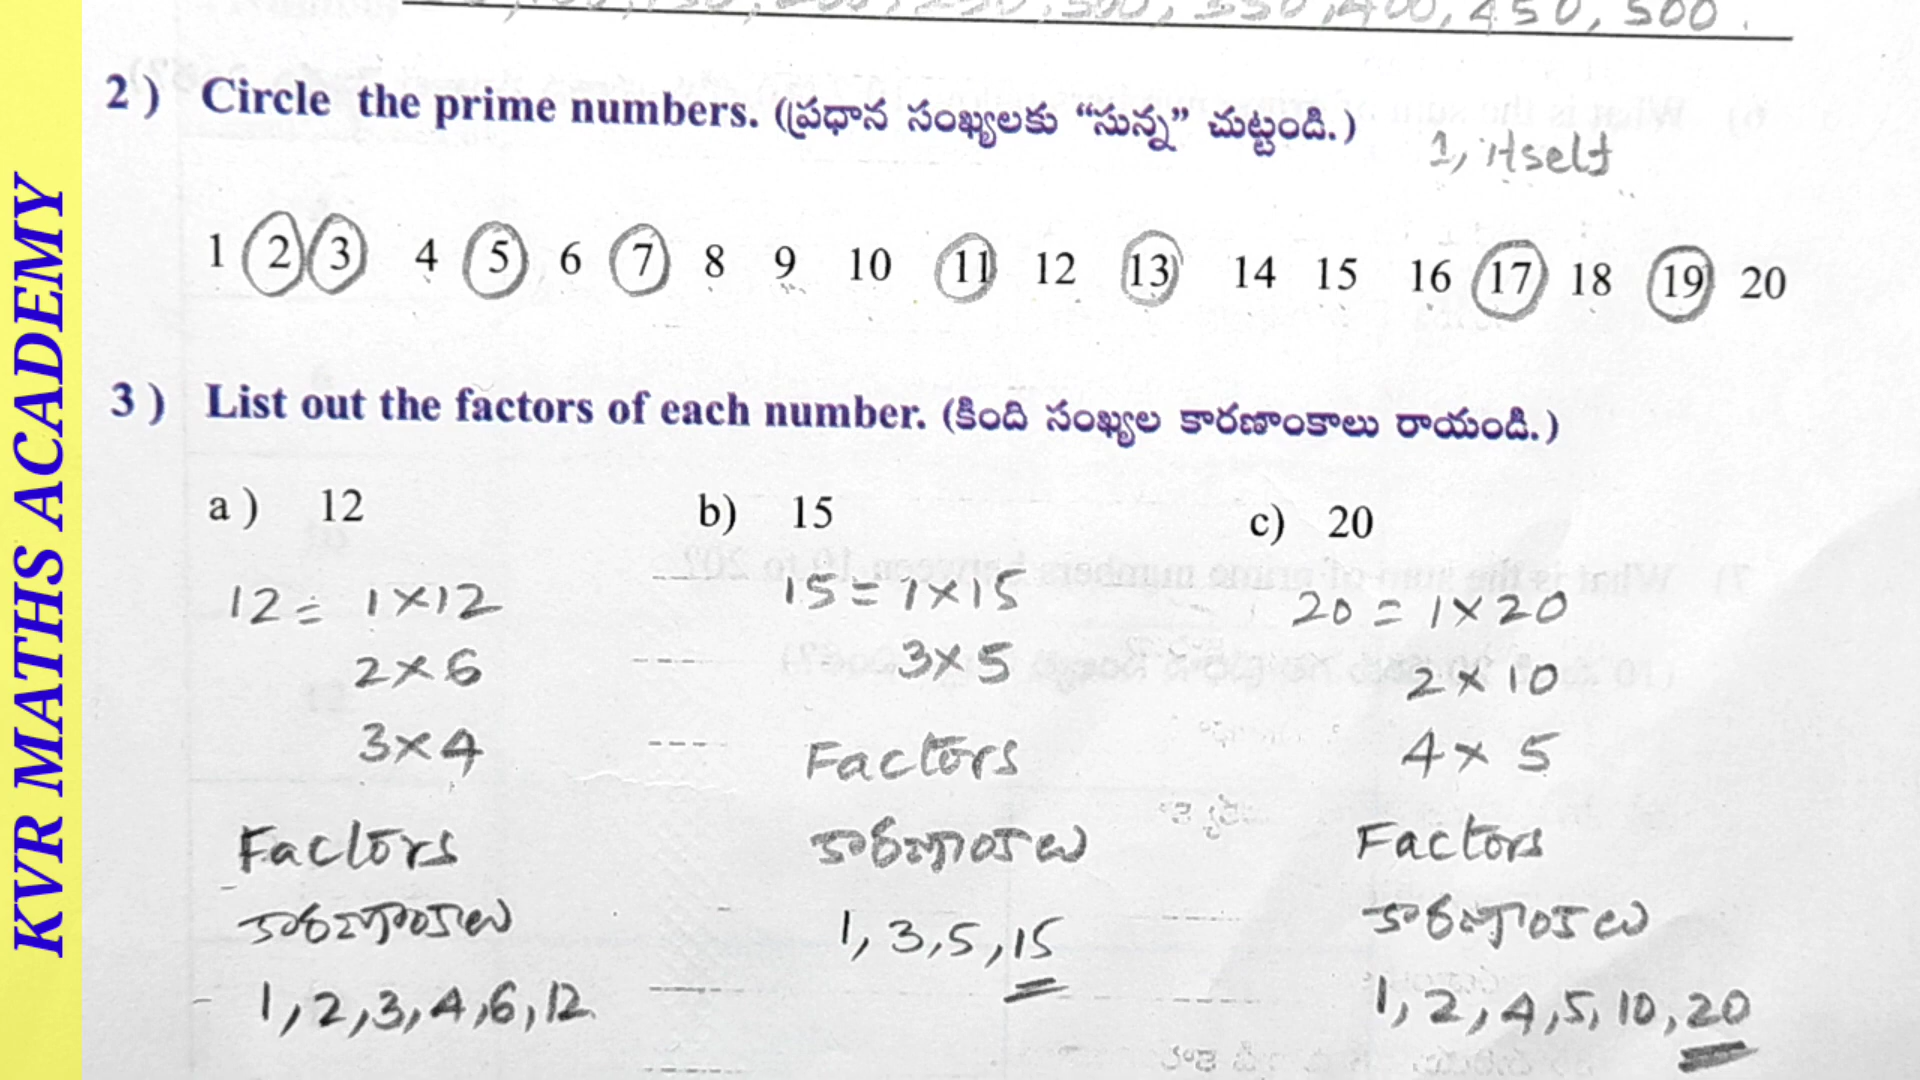 KVR MATHS ACADEMY
400, 450, 500.
2) Circle the prime numbers. (ప్రధాన సంఖ్యలకు “సున్న” చుట్టండి.)
1, itself
1 2 3 4 5 6 7 8 9 10 11 12 13 14 15 16 17 18 19 20
3) List out the factors of each number. (కింది సంఖ్యల కారణాంకాలు రాయండి.)
a) 12 b) 15 c) 20
12 = 1×12 15 = 1×15 20 = 1×20
2×6 3×5 2×10
3×4 Factors 4×5
Factors కారణాంకాలు Factors
కారణాంకాలు 1, 3, 5, 15 కారణాంకాలు
1, 2, 3, 4, 6, 12 1, 2, 4, 5, 10, 20